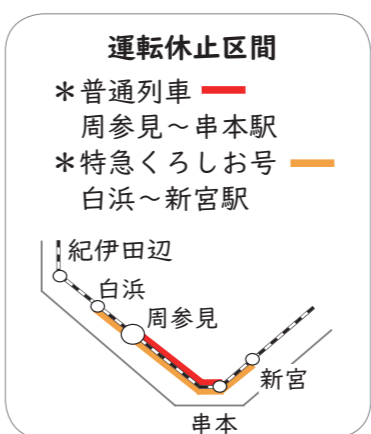 運転休止区間
＊普通列車
周参見～串本駅
＊特急くろしお号
白浜～新宮駅
紀伊田辺
白浜
周参見
新宮
串本